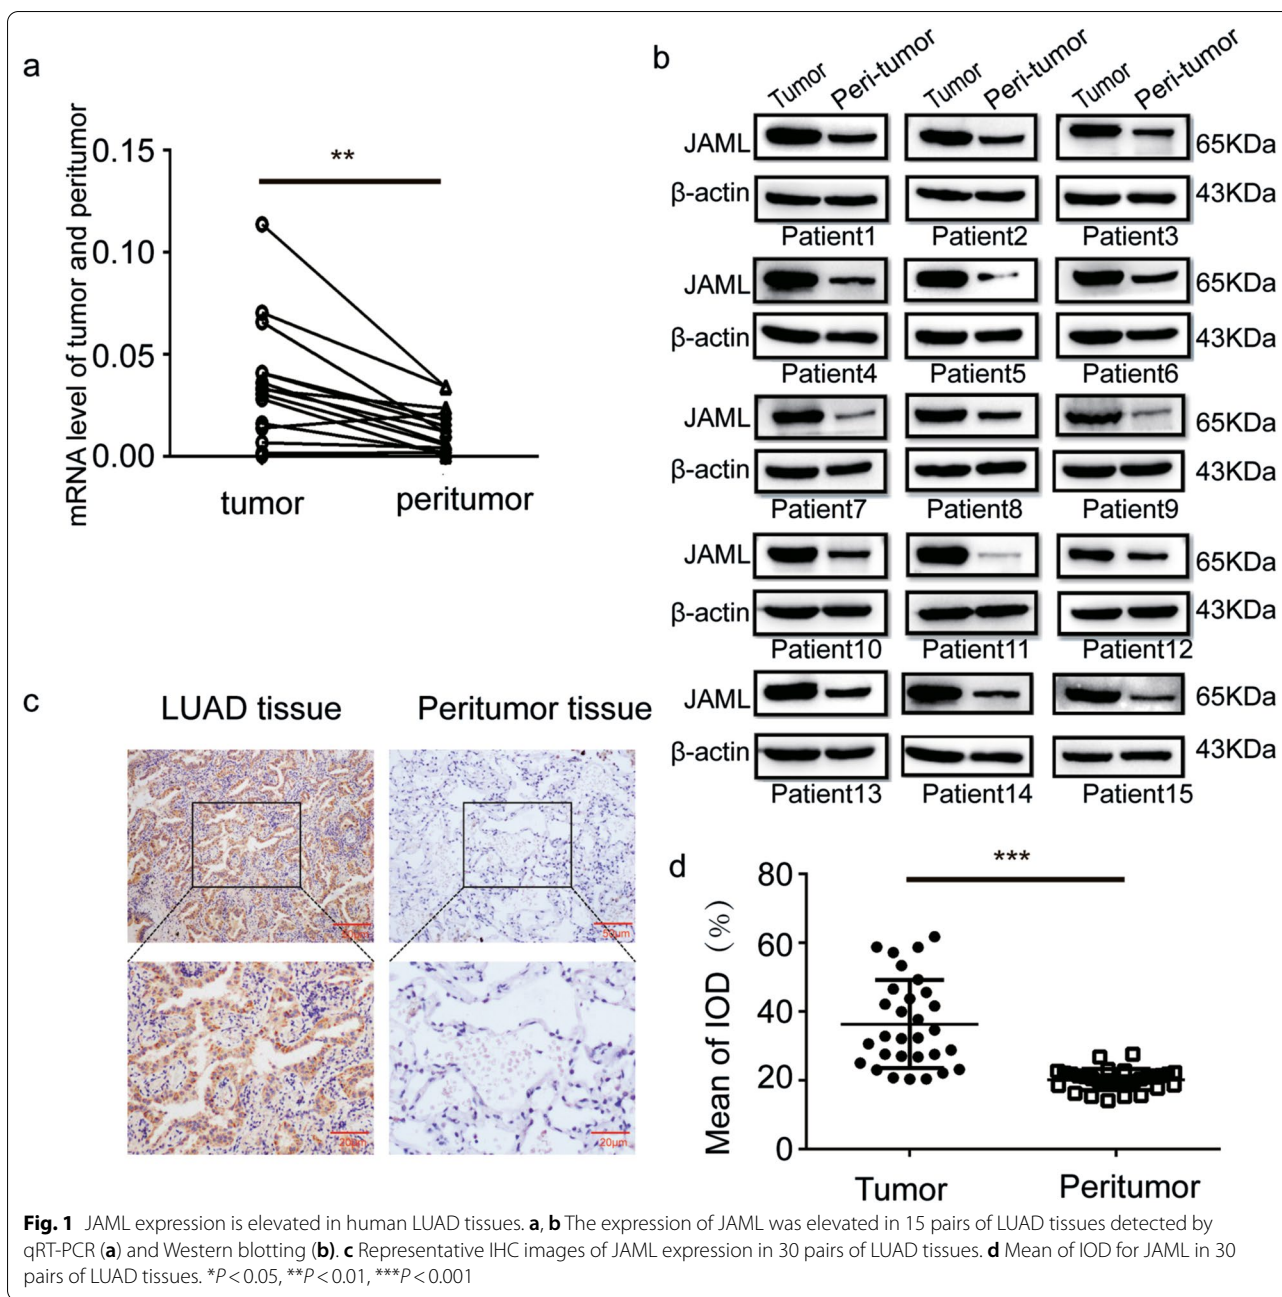 a
mRNA level of tumor and peritumor
0.15
0.10
0.05
0.00
**
tumor
peritumor
b
Tumor Peri-tumor Tumor Peri-tumor Tumor Peri-tumor
JAML 65KDa
β-actin 43KDa
Patient1 Patient2 Patient3
JAML 65KDa
β-actin 43KDa
Patient4 Patient5 Patient6
JAML 65KDa
β-actin 43KDa
Patient7 Patient8 Patient9
JAML 65KDa
β-actin 43KDa
Patient10 Patient11 Patient12
JAML 65KDa
β-actin 43KDa
Patient13 Patient14 Patient15
c
LUAD tissue Peritumor tissue
50μm
20μm 20μm
d
Mean of IOD (%)
80
60
40
20
0
***
Tumor Peritumor
Fig. 1 JAML expression is elevated in human LUAD tissues. a, b The expression of JAML was elevated in 15 pairs of LUAD tissues detected by
qRT-PCR (a) and Western blotting (b). c Representative IHC images of JAML expression in 30 pairs of LUAD tissues. d Mean of IOD for JAML in 30
pairs of LUAD tissues. *P < 0.05, **P < 0.01, ***P < 0.001